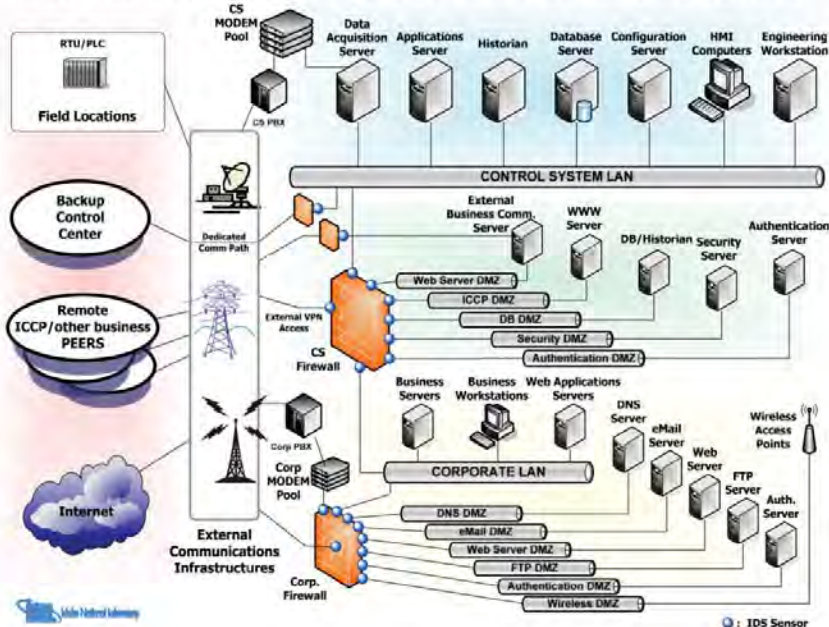 CS
MODEM
Pool
Data
Acquisition
Server
Applications
Server
Historian
Database
Server
Configuration
Server
HMI
Computers
Engineering
Workstation
RTU/PLC
Field Locations
CS PBX
CONTROL SYSTEM LAN
Backup
Control
Center
Dedicated
Comm Path
External
Business Comm.
Server
WWW
Server
DB/Historian
Security
Server
Authentication
Server
Web Server DMZ
ICCP DMZ
DB DMZ
Security DMZ
Authentication DMZ
Remote
ICCP/other business
PEERS
External VPN
Access
CS
Firewall
Business
Servers
Business
Workstations
Web Applications
Servers
DNS
Server
eMail
Server
Web
Server
FTP
Server
Auth.
Server
Wireless
Access
Points
Corp PBX
Corp
MODEM
Pool
CORPORATE LAN
Internet
External
Communications
Infrastructures
Corp.
Firewall
DNS DMZ
eMail DMZ
Web Server DMZ
FTP DMZ
Authentication DMZ
Wireless DMZ
Idaho National Laboratory
: IDS Sensor